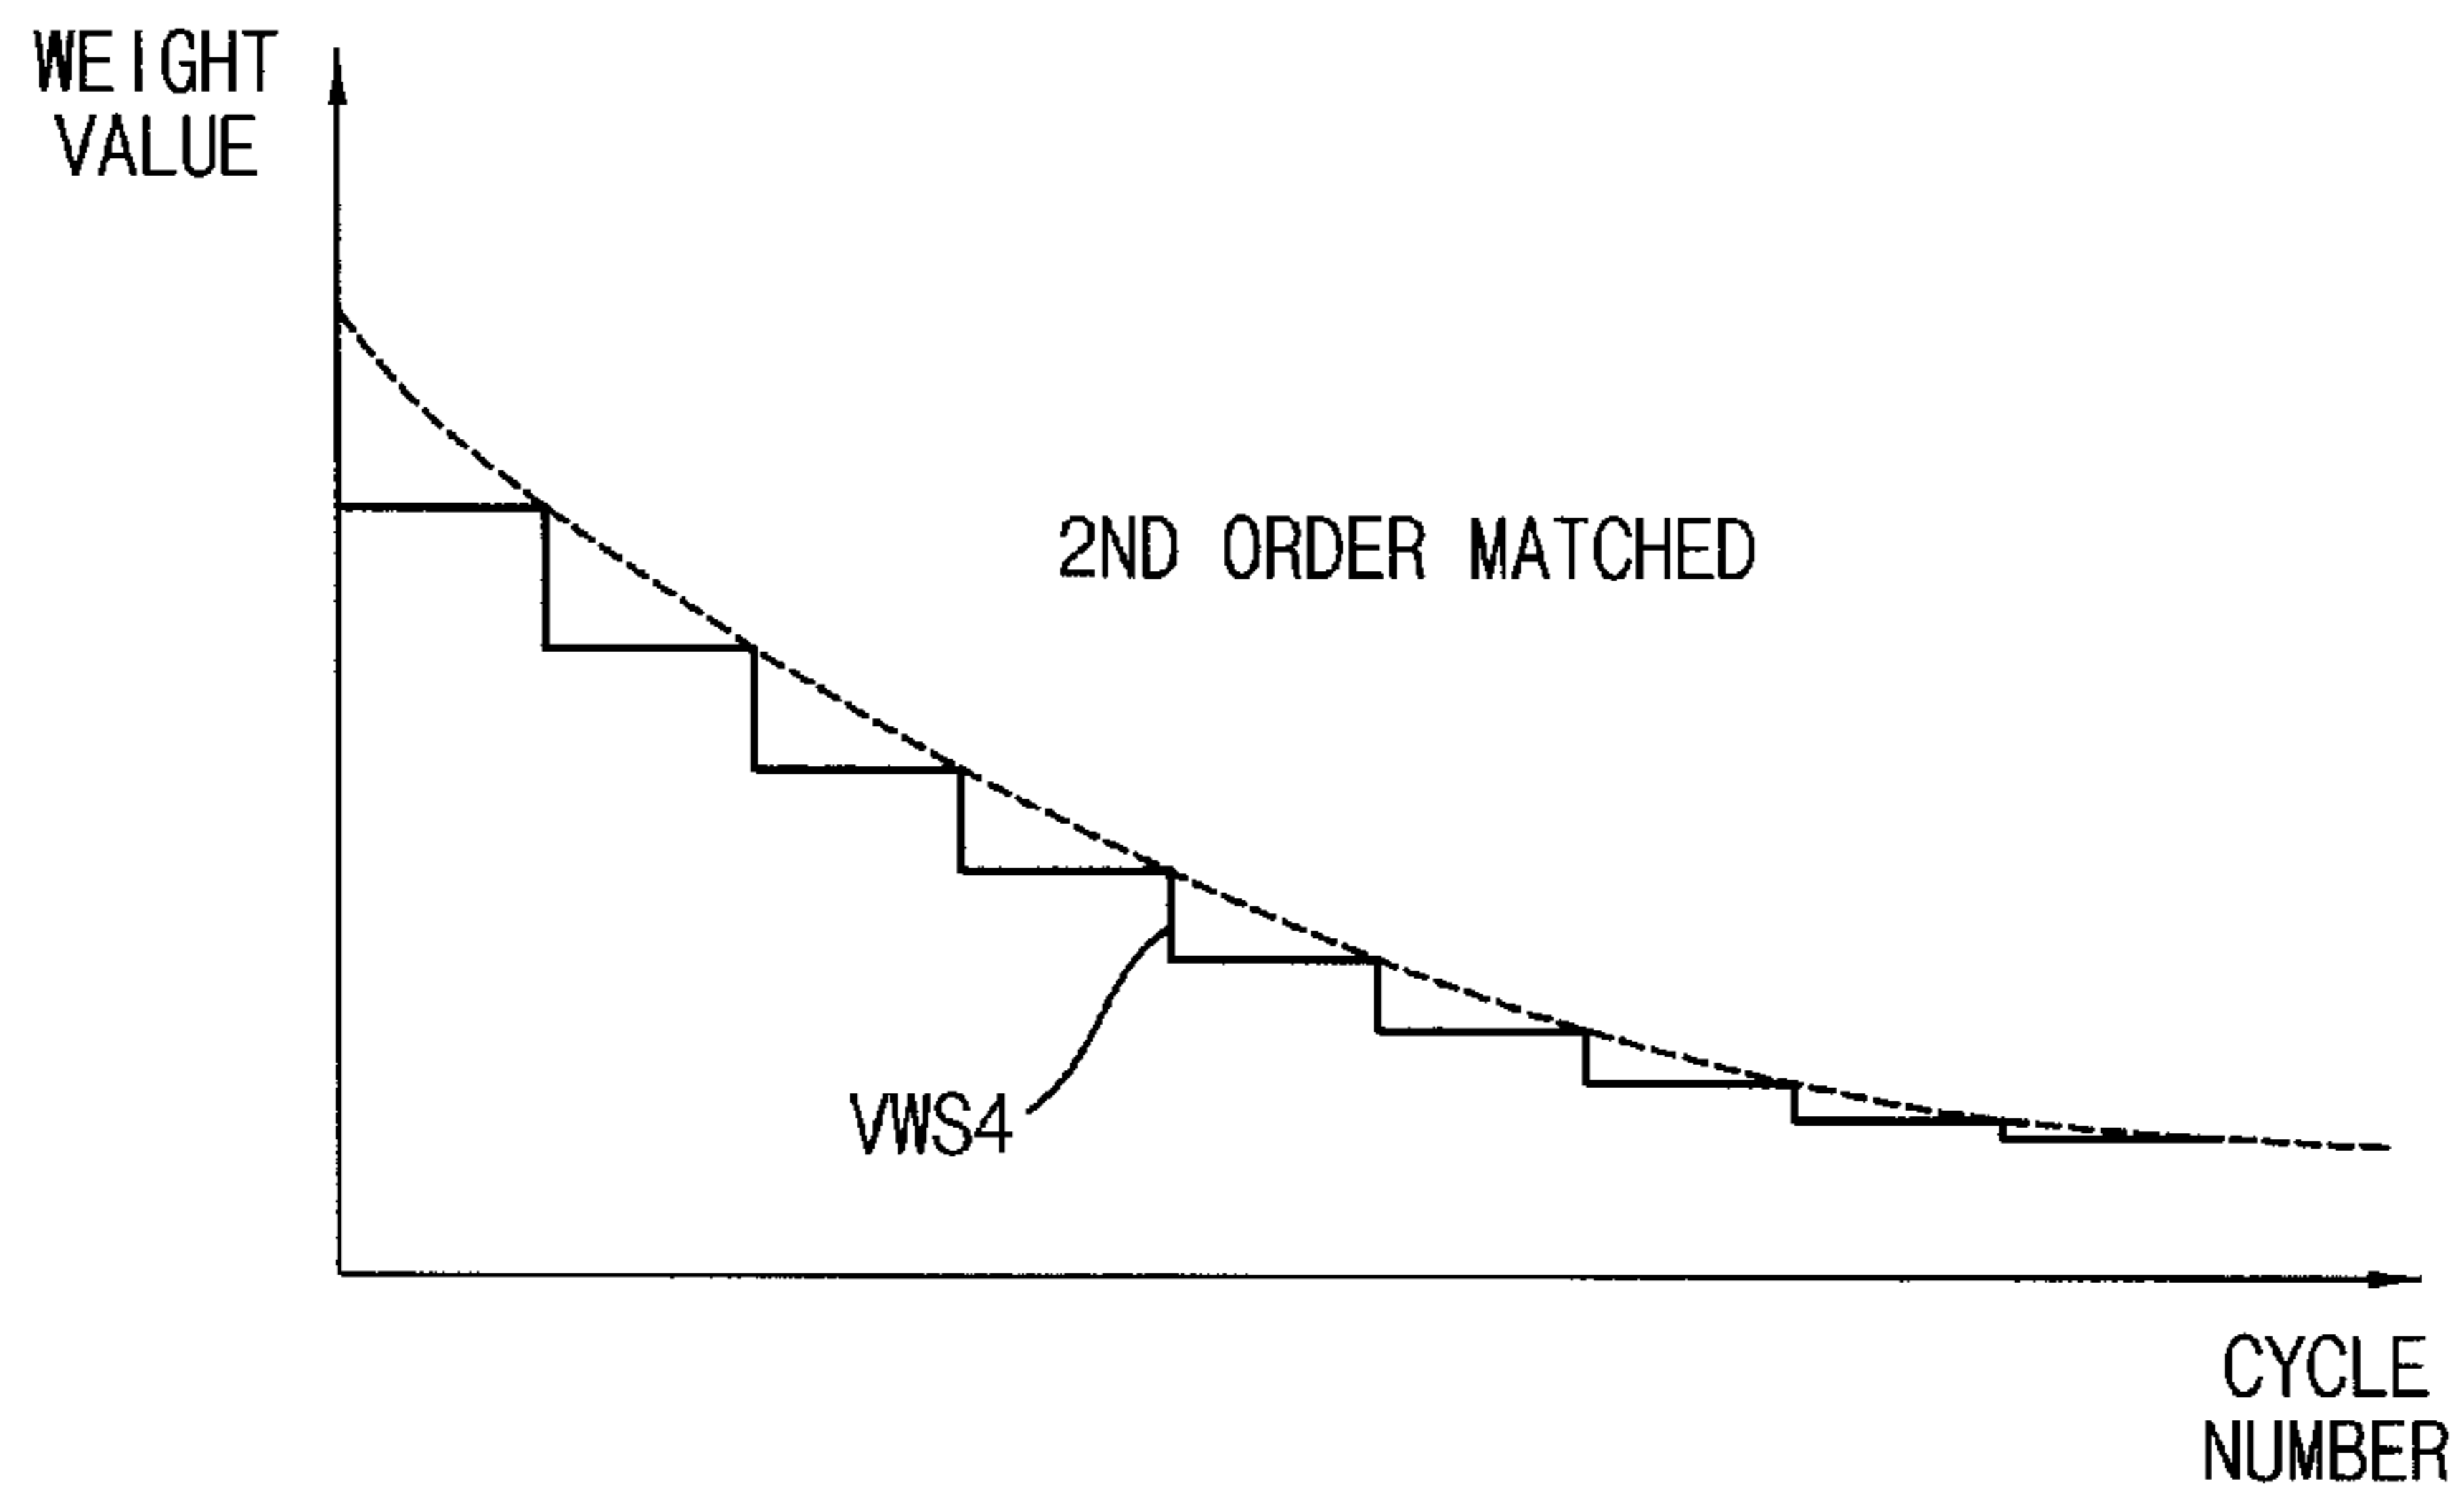 WEIGHT
VALUE
2ND ORDER MATCHED
VWS4
CYCLE
NUMBER